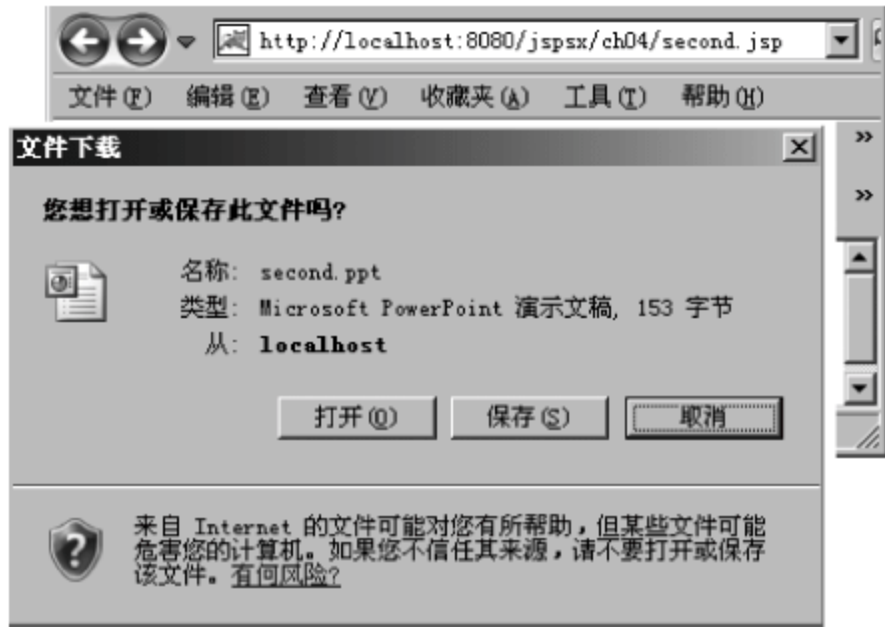 http://localhost:8080/jspsx/ch04/second.jsp
文件(F) 编辑(E) 查看(V) 收藏夹(A) 工具(T) 帮助(H)
文件下载
您想打开或保存此文件吗?
名称: second.ppt
类型: Microsoft PowerPoint 演示文稿, 153 字节
从: localhost
打开(O) 保存(S) 取消
来自 Internet 的文件可能对您有所帮助，但某些文件可能
危害您的计算机。如果您不信任其来源，请不要打开或保存
该文件。有何风险?